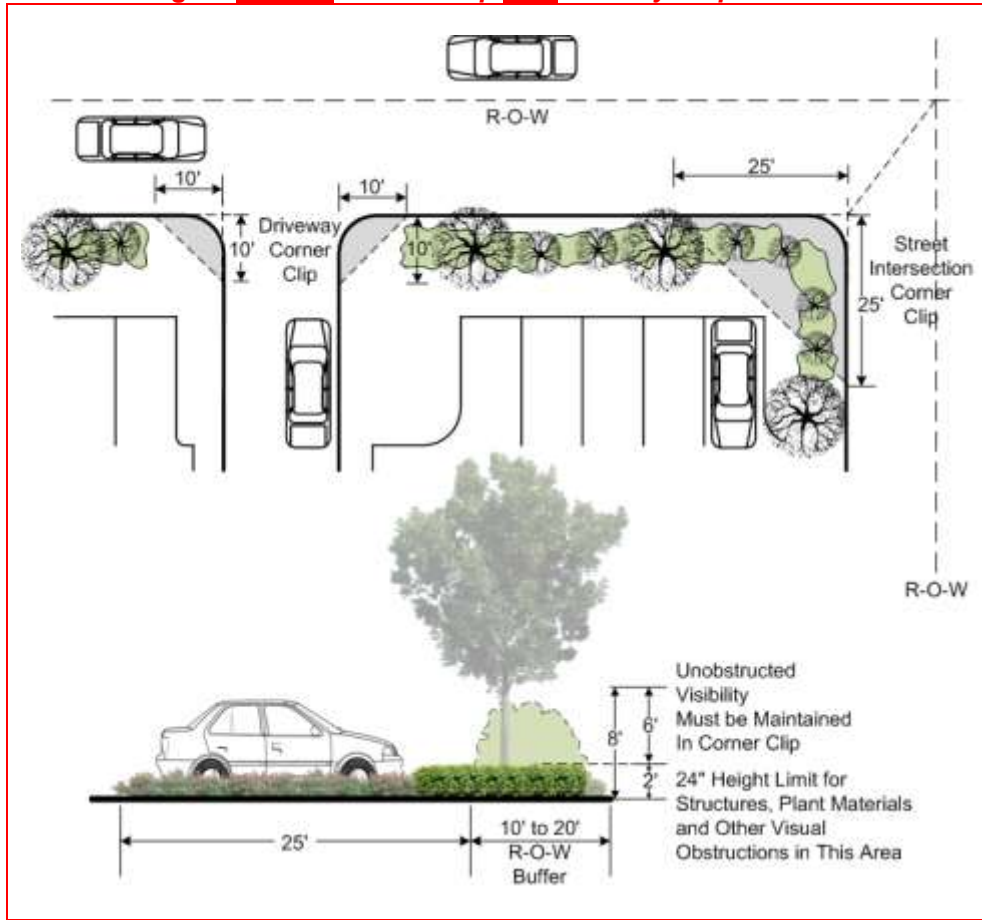 R-O-W
10'
10'
25'
Driveway
Corner
Clip
10'
10'
Street
Intersection
Corner
Clip
25'
R-O-W
Unobstructed
Visibility
Must be Maintained
In Corner Clip
8'
6'
2'
24" Height Limit for
Structures, Plant Materials
and Other Visual
Obstructions in This Area
25'
10' to 20'
R-O-W
Buffer